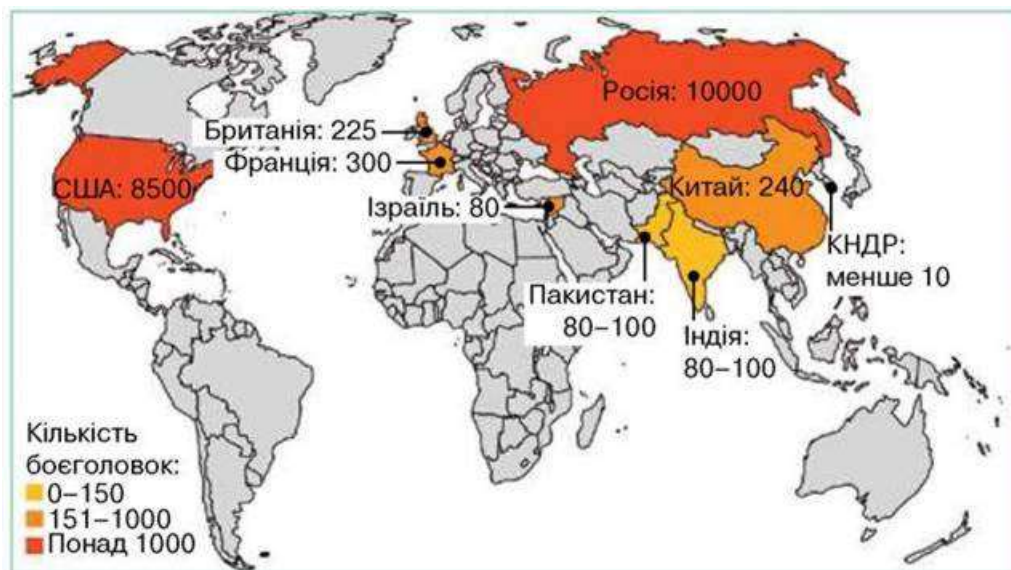 Росія: 10000
Британія: 225
Франція: 300
США: 8500
Китай: 240
Ізраїль: 80
КНДР:
менше 10
Пакистан:
80–100
Індія:
80–100
Кількість
боєголовок:
0–150
151–1000
Понад 1000